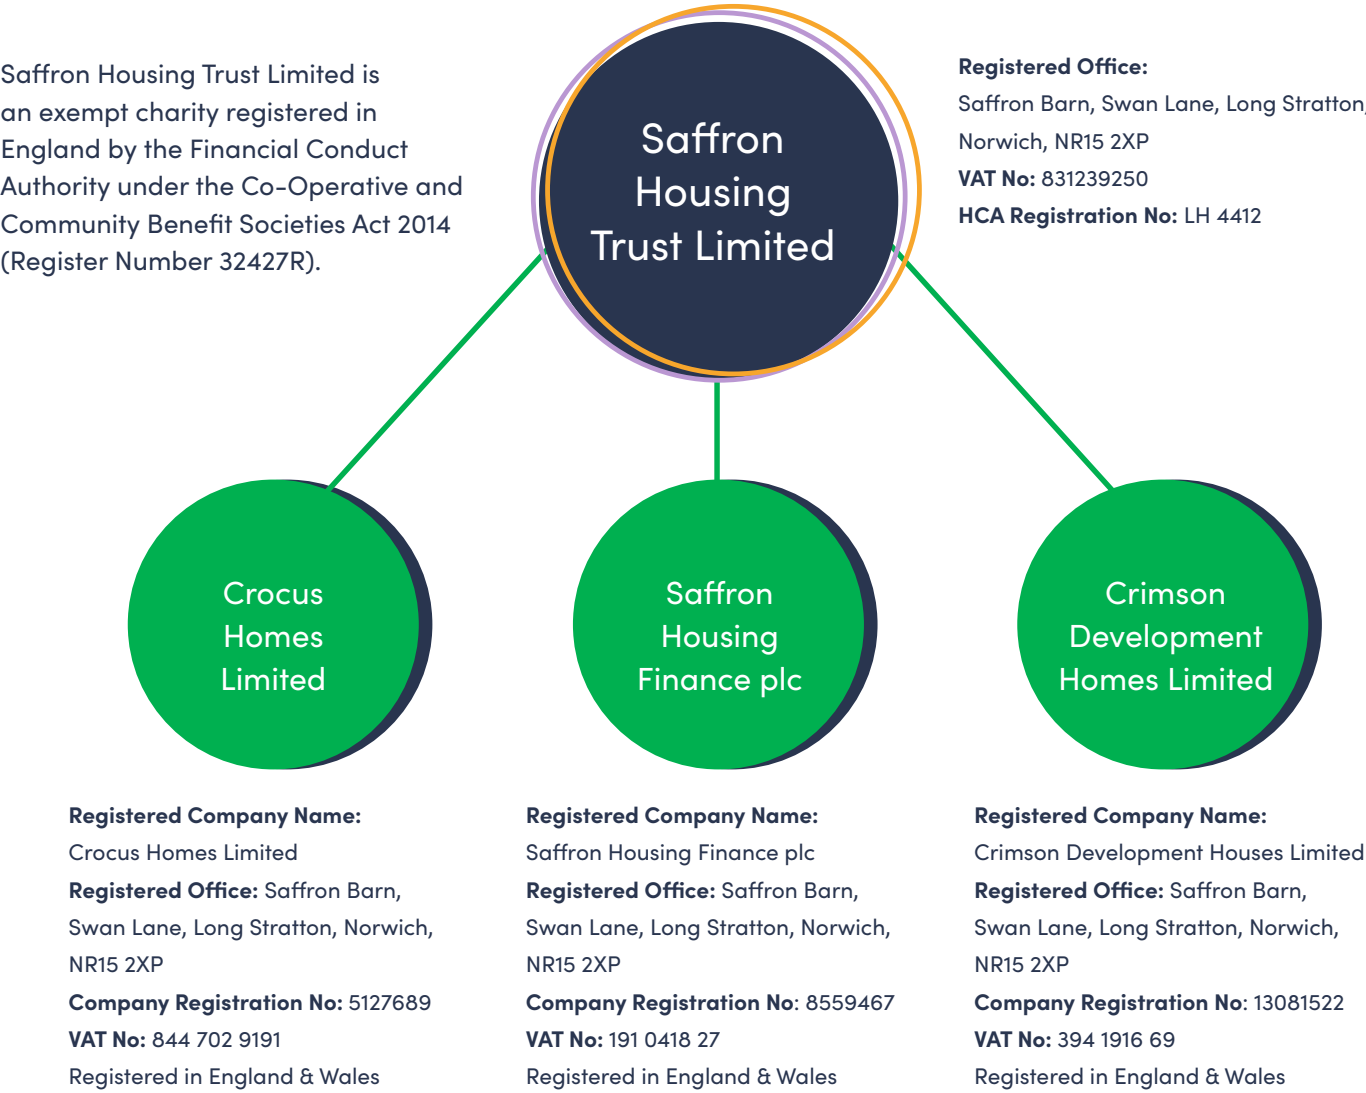 Saffron Housing Trust Limited is
an exempt charity registered in
England by the Financial Conduct
Authority under the Co-Operative and
Community Benefit Societies Act 2014
(Register Number 32427R).
Saffron
Housing
Trust Limited
Registered Office:
Saffron Barn, Swan Lane, Long Stratton,
Norwich, NR15 2XP
VAT No: 831239250
HCA Registration No: LH 4412
Crocus
Homes
Limited
Saffron
Housing
Finance plc
Crimson
Development
Homes Limited
Registered Company Name:
Crocus Homes Limited
Registered Office: Saffron Barn,
Swan Lane, Long Stratton, Norwich,
NR15 2XP
Company Registration No: 5127689
VAT No: 844 702 9191
Registered in England & Wales
Registered Company Name:
Saffron Housing Finance plc
Registered Office: Saffron Barn,
Swan Lane, Long Stratton, Norwich,
NR15 2XP
Company Registration No: 8559467
VAT No: 191 0418 27
Registered in England & Wales
Registered Company Name:
Crimson Development Houses Limited
Registered Office: Saffron Barn,
Swan Lane, Long Stratton, Norwich,
NR15 2XP
Company Registration No: 13081522
VAT No: 394 1916 69
Registered in England & Wales